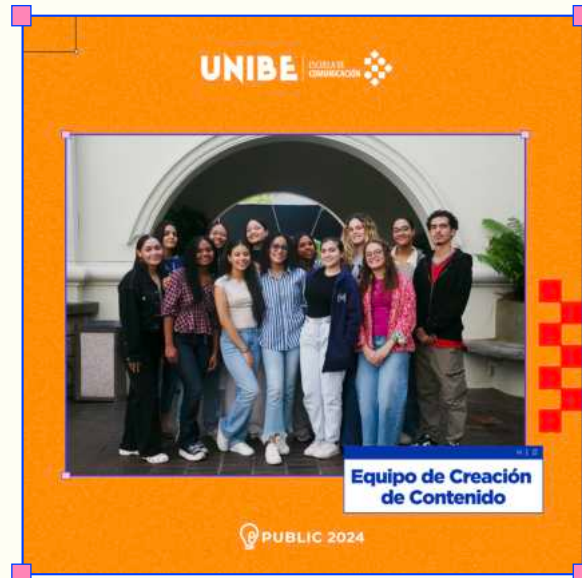 UNIBE
ESCUELA DE
COMUNICACIÓN
Equipo de Creación
de Contenido
PUBLIC 2024